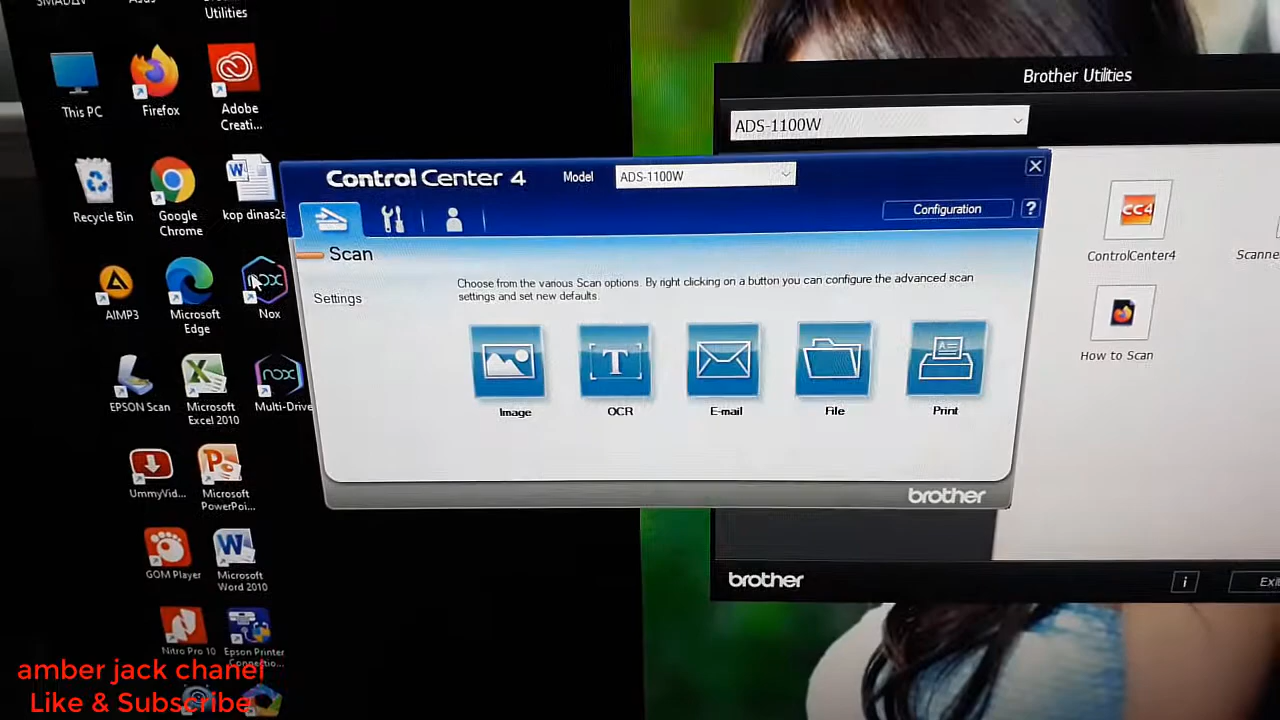 Utilities
This PC
Firefox
Adobe
Creati...
Recycle Bin
Google
Chrome
kop dinas2a
AIMP3
Microsoft
Edge
Nox
EPSON Scan
Microsoft
Excel 2010
Multi-Drive
UmmyVid...
Microsoft
PowerPoi...
GOM Player
Microsoft
Word 2010
Nitro Pro 10
Epson Printer
Connectio...
Brother Utilities
ADS-1100W
ControlCenter 4
Model
ADS-1100W
Configuration
?
Scan
Settings
Choose from the various Scan options. By right clicking on a button you can configure the advanced scan
settings and set new defaults.
T
Image
OCR
E-mail
File
Print
brother
CC4
ControlCenter4
Scanne
How to Scan
brother
i
Exit
amber jack chanel
Like & Subscribe